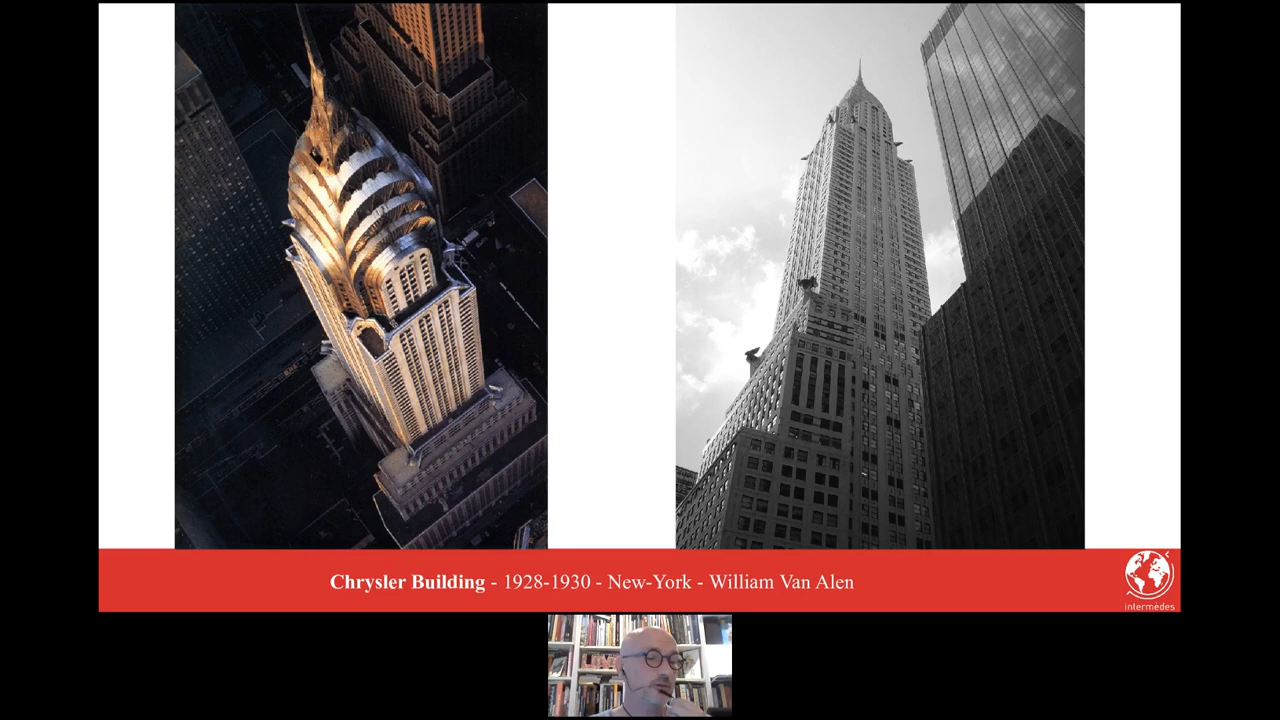 Chrysler Building - 1928-1930 - New-York - William Van Alen
intermèdes